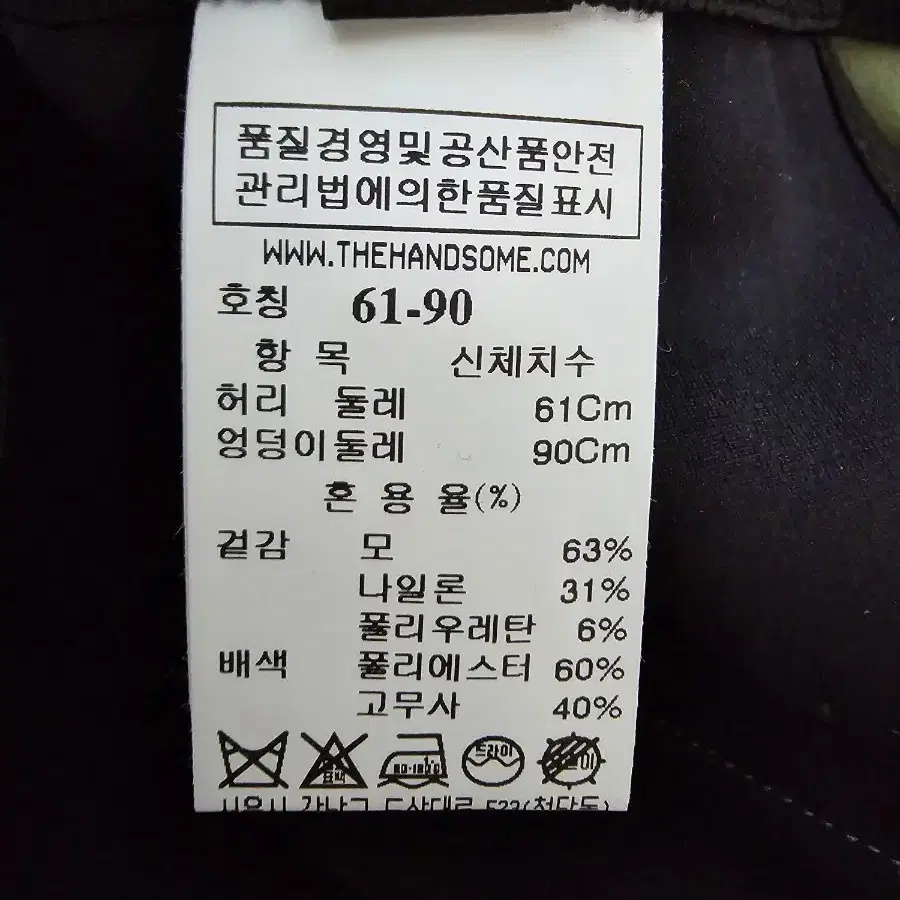 품질경영및공산품안전
관리법에의한품질표시
WWW.THEHANDSOME.COM
호칭 61-90
항 목 신체치수
허리 둘레 61Cm
엉덩이둘레 90Cm
혼 용 율(%)
겉감 모 63%
나일론 31%
폴리우레탄 6%
배색 폴리에스터 60%
고무사 40%
드라이